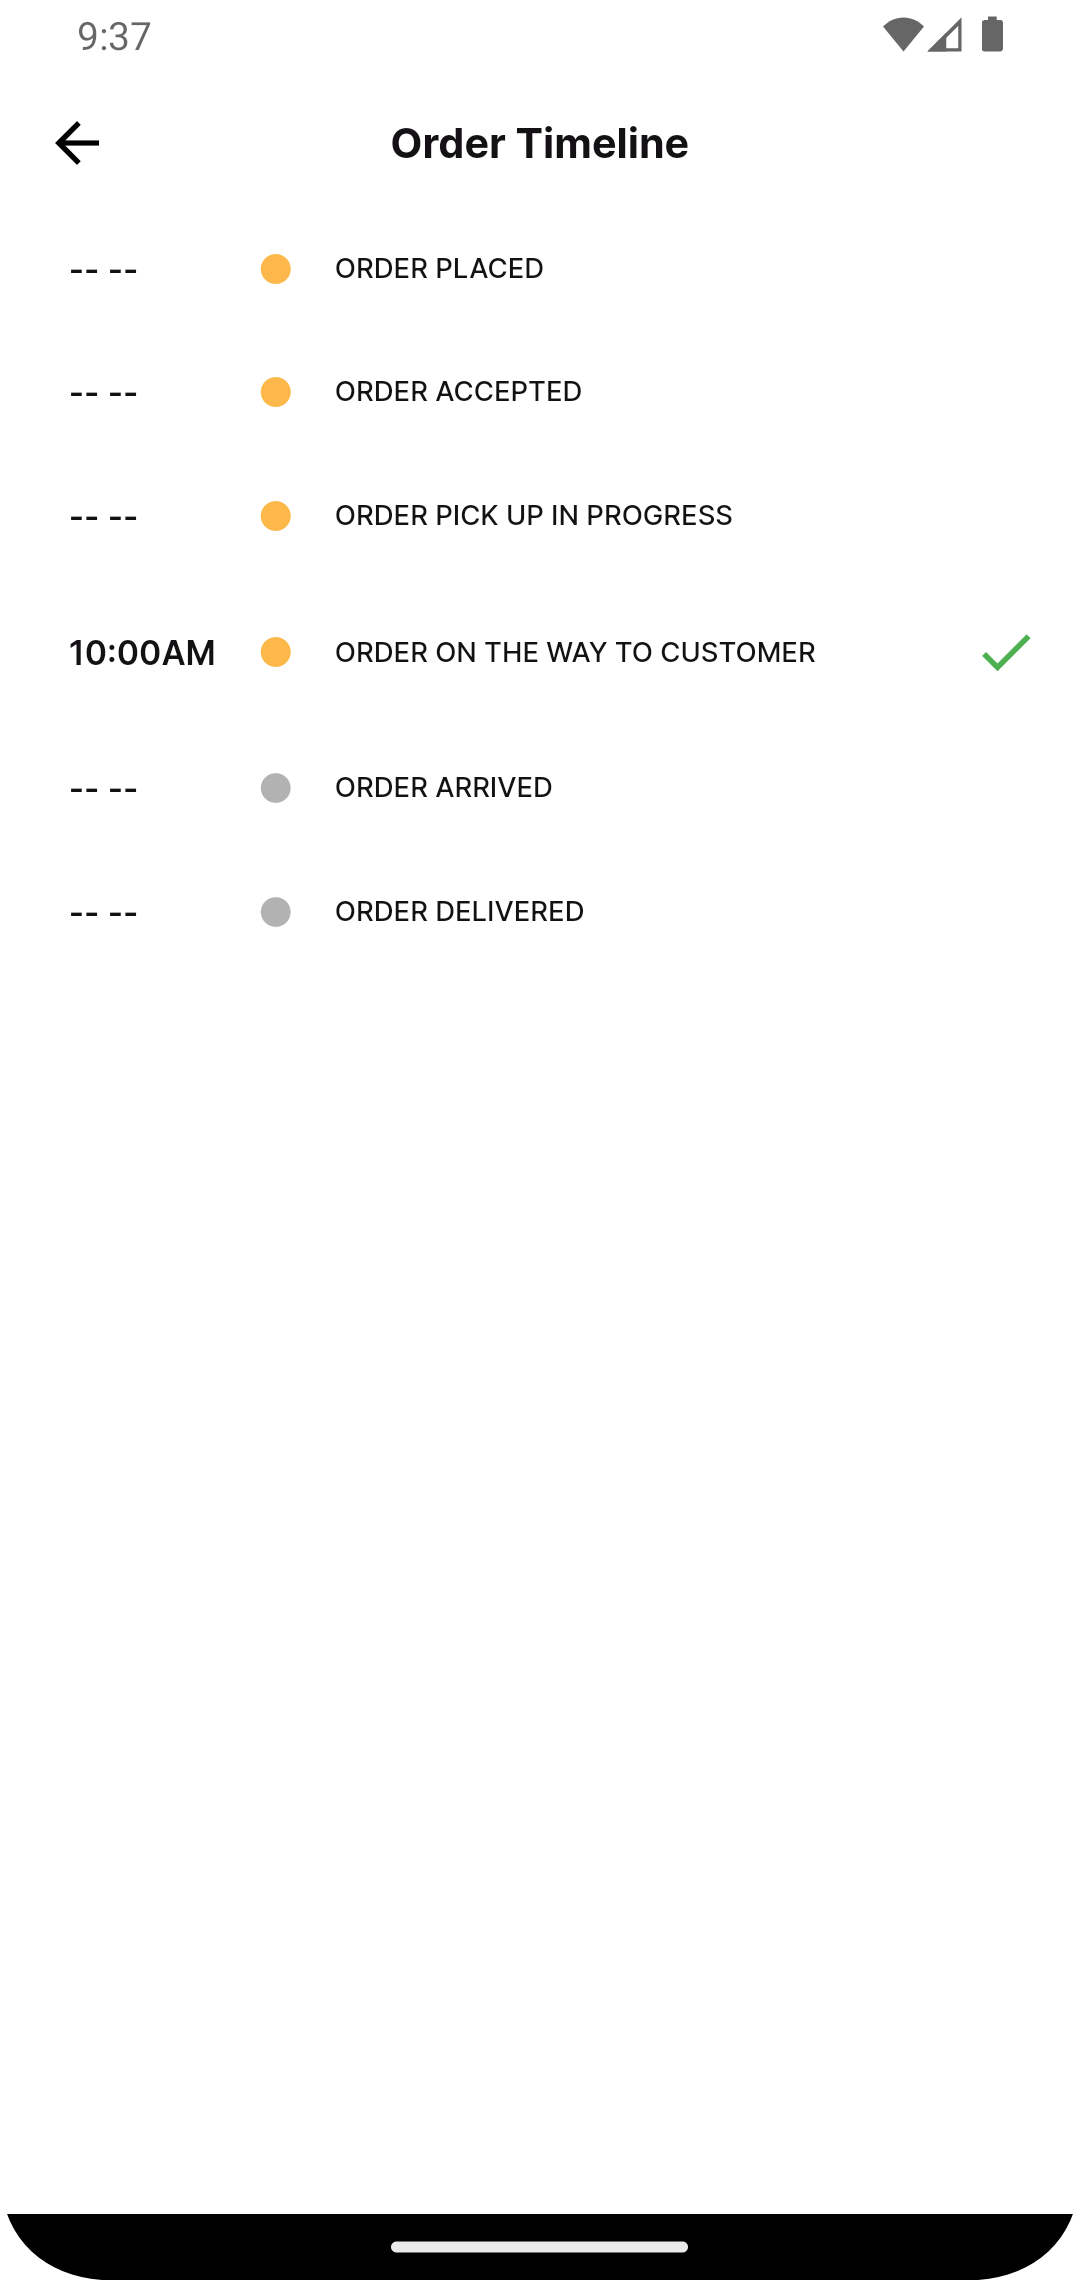 9:37
Order Timeline
-- -- ORDER PLACED
-- -- ORDER ACCEPTED
-- -- ORDER PICK UP IN PROGRESS
10:00AM ORDER ON THE WAY TO CUSTOMER
-- -- ORDER ARRIVED
-- -- ORDER DELIVERED